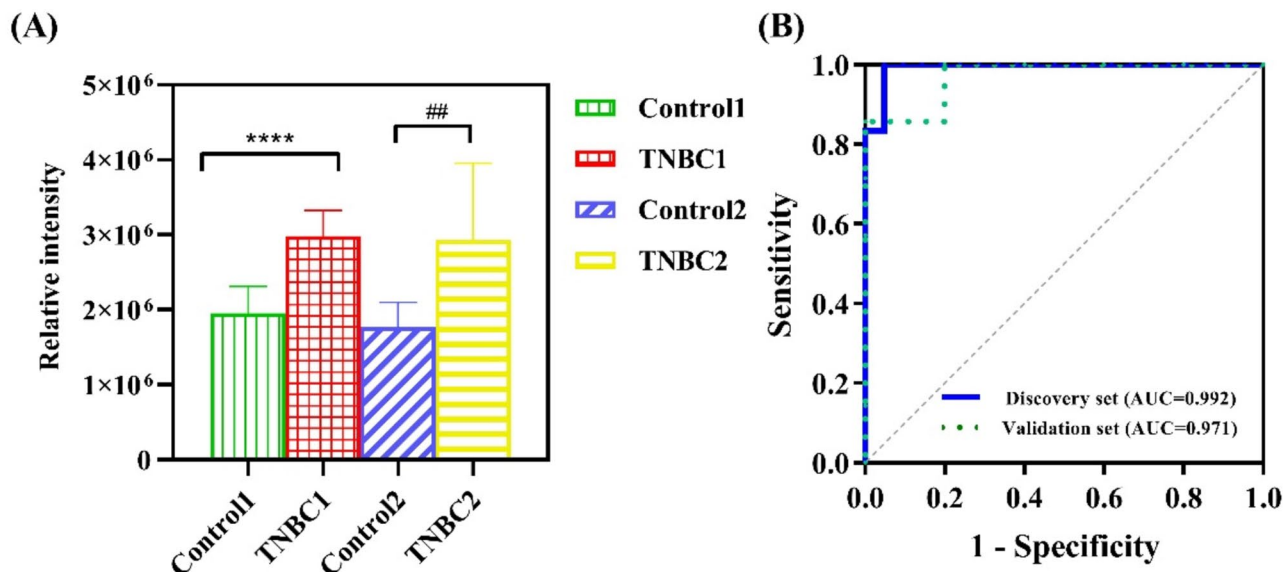 (A)
Relative intensity
5×10⁶
4×10⁶
3×10⁶
2×10⁶
1×10⁶
0
****
##
Control1
TNBC1
Control2
TNBC2
Control1
TNBC1
Control2
TNBC2
(B)
Sensitivity
1.0
0.8
0.6
0.4
0.2
0.0
Discovery set (AUC=0.992)
Validation set (AUC=0.971)
0.0 0.2 0.4 0.6 0.8 1.0
1 - Specificity